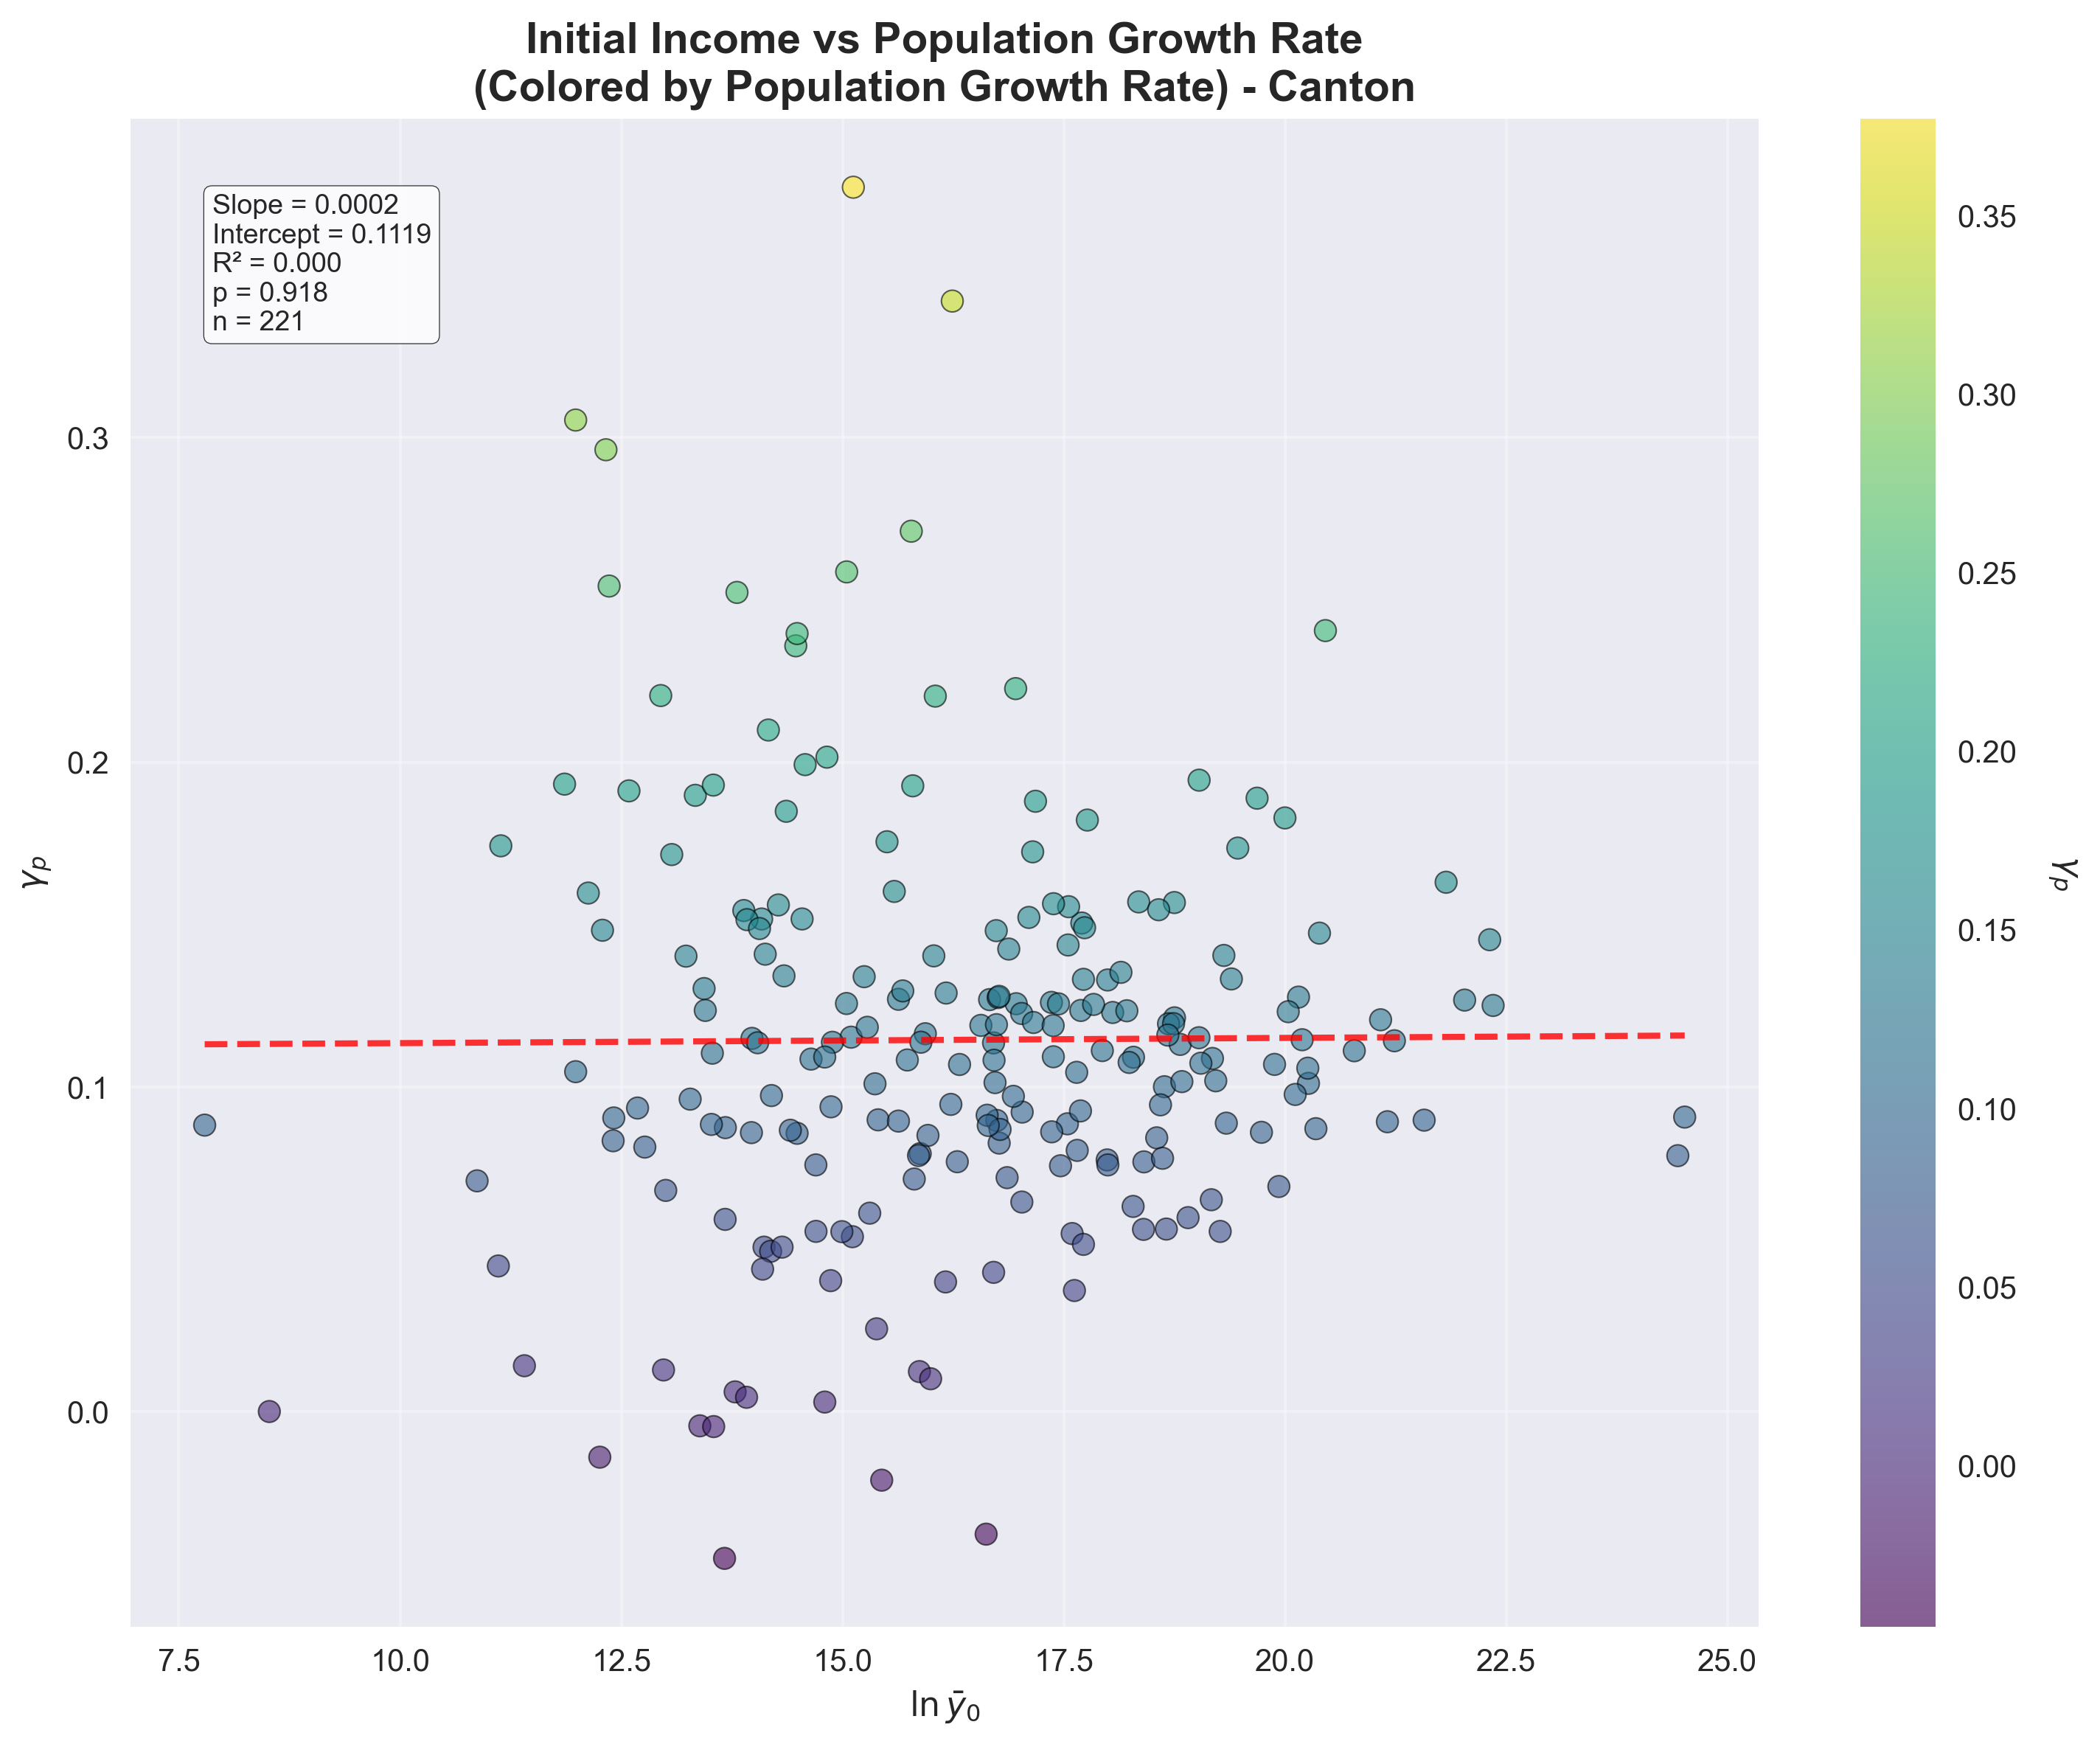 Initial Income vs Population Growth Rate
(Colored by Population Growth Rate) - Canton
Slope = 0.0002
Intercept = 0.1119
R² = 0.000
p = 0.918
n = 221
0.3
0.2
0.1
0.0
γp
7.5 10.0 12.5 15.0 17.5 20.0 22.5 25.0
ln ȳ0
0.35
0.30
0.25
0.20
0.15
0.10
0.05
0.00
γp